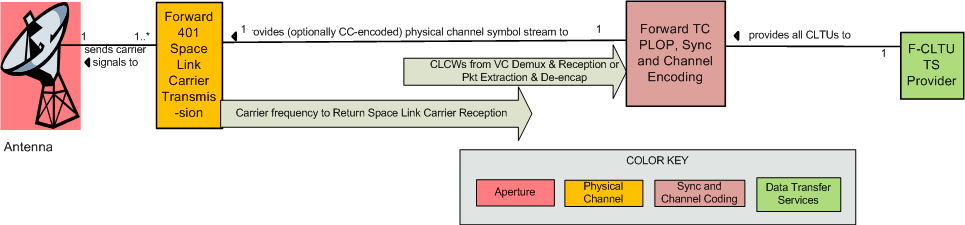 Forward
401
Space
Link
Carrier
Transmis
-sion
Forward TC
PLOP, Sync
and Channel
Encoding
F-CLTU
TS
Provider
1
1..*
sends carrier
signals to
1
rovides (optionally CC-encoded) physical channel symbol stream to
1
provides all CLTUs to
1
CLCWs from VC Demux & Reception or
Pkt Extraction & De-encap
Carrier frequency to Return Space Link Carrier Reception
Antenna
COLOR KEY
Aperture
Physical
Channel
Sync and
Channel Coding
Data Transfer
Services